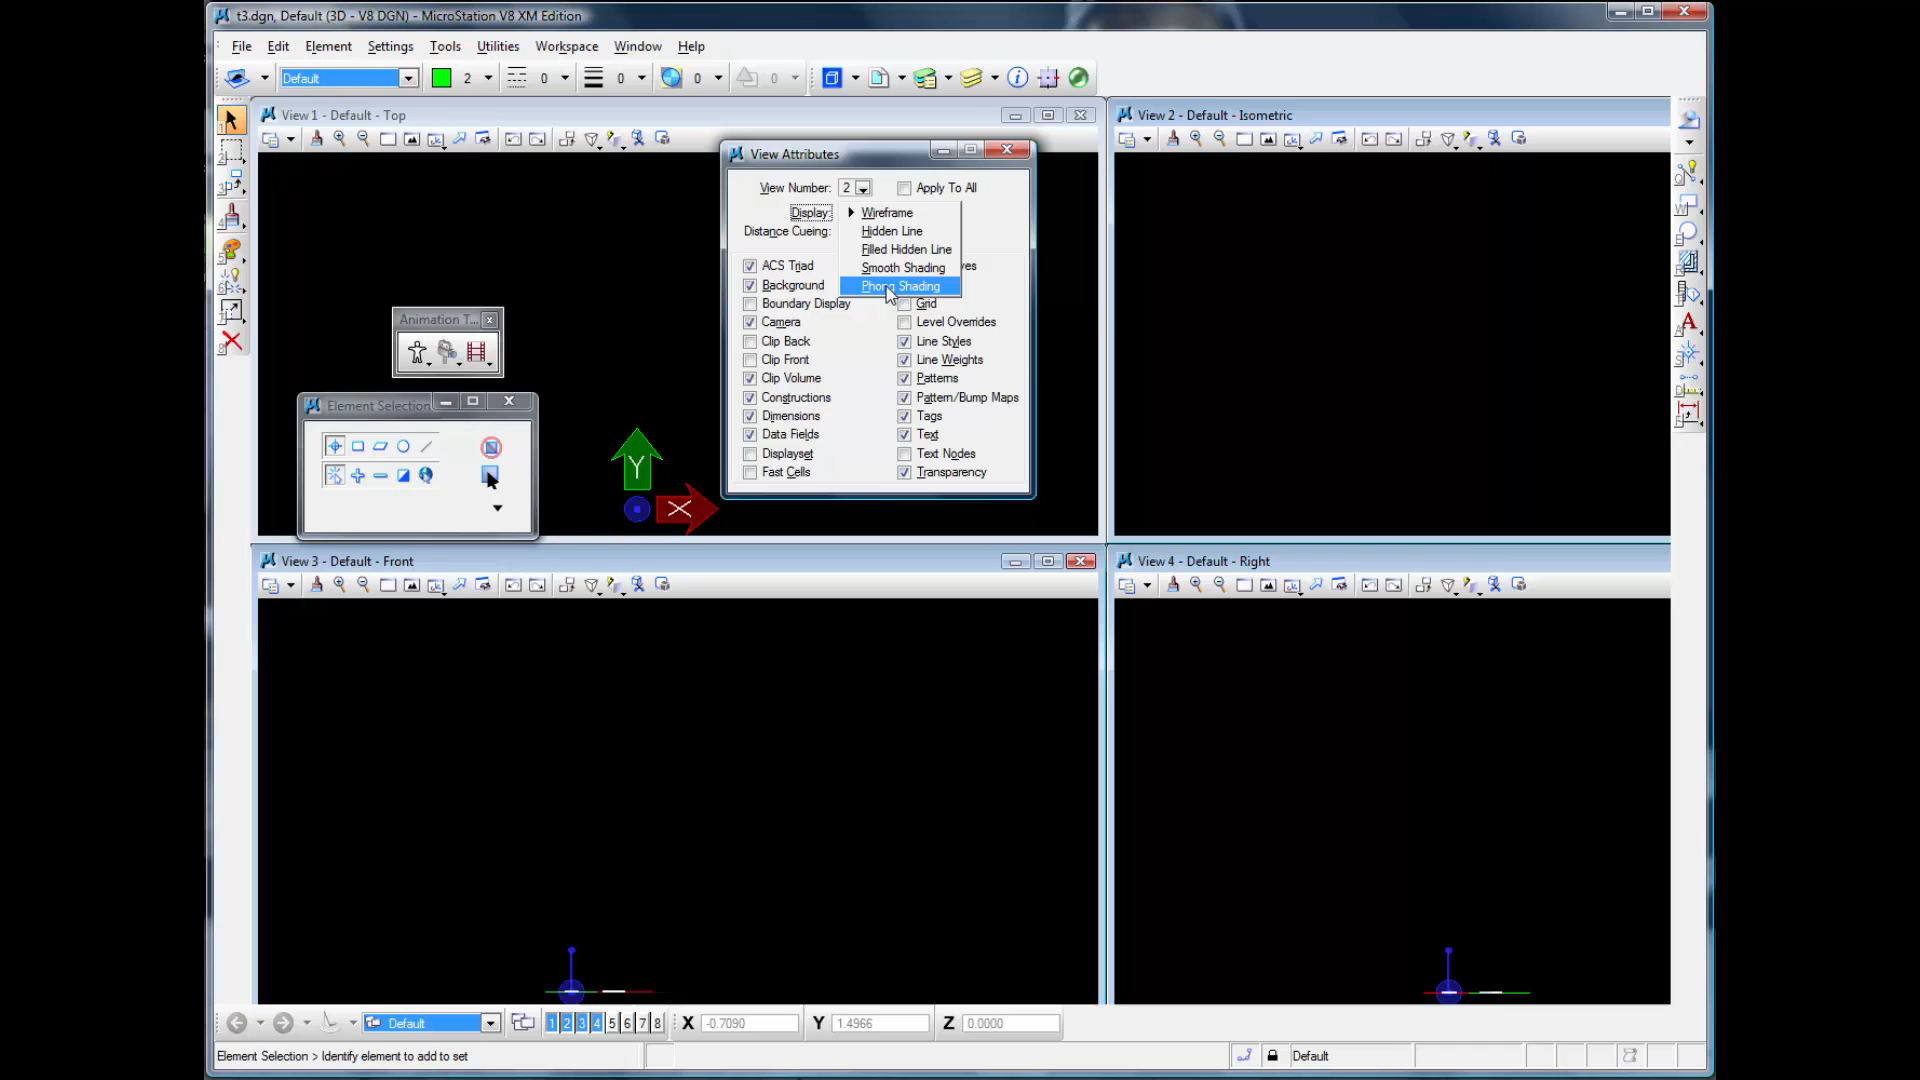 t3.dgn, Default (3D - V8 DGN) - MicroStation V8 XM Edition
File Edit Element Settings Tools Utilities Workspace Window Help
Default 2 0 0 0 0
View 1 - Default - Top
View 2 - Default - Isometric
View Attributes
View Number: 2 Apply To All
Display: Wireframe
Distance Cueing: Hidden Line
Filled Hidden Line
ACS Triad Smooth Shading
Background Phong Shading
Boundary Display Grid
Camera Level Overrides
Clip Back Line Styles
Clip Front Line Weights
Clip Volume Patterns
Constructions Pattern/Bump Maps
Dimensions Tags
Data Fields Text
Displayset Text Nodes
Fast Cells Transparency
Animation T...
Element Selection
Y
X
View 3 - Default - Front
View 4 - Default - Right
Default 1 2 3 4 5 6 7 8 X -0.7090 Y 1.4966 Z 0.0000
Element Selection > Identify element to add to set
Default